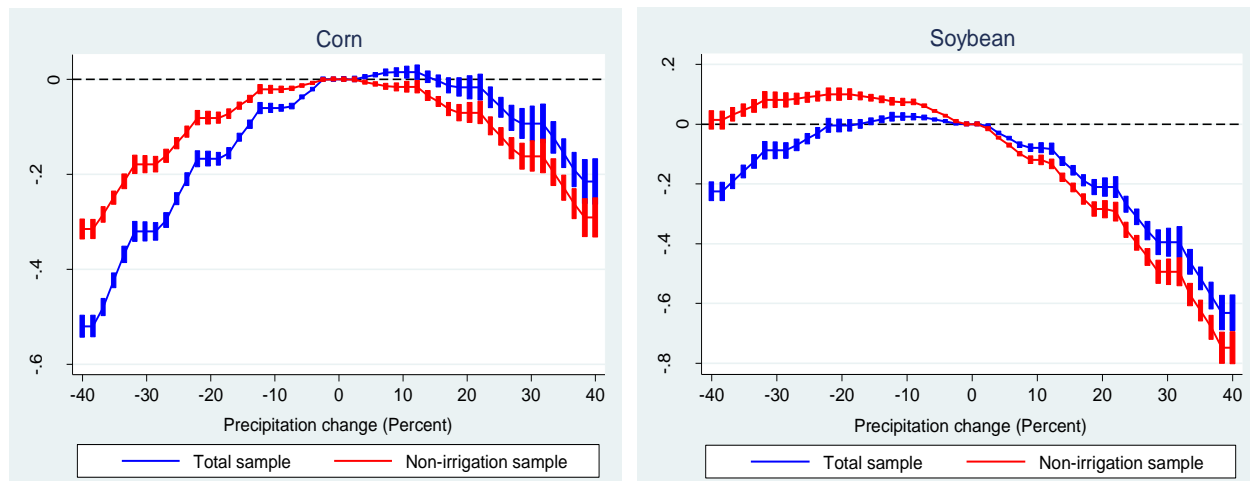 Corn
0
-.2
-.4
-.6
-40 -30 -20 -10 0 10 20 30 40
Precipitation change (Percent)
Total sample Non-irrigation sample
Soybean
.2
0
-.2
-.4
-.6
-.8
-40 -30 -20 -10 0 10 20 30 40
Precipitation change (Percent)
Total sample Non-irrigation sample